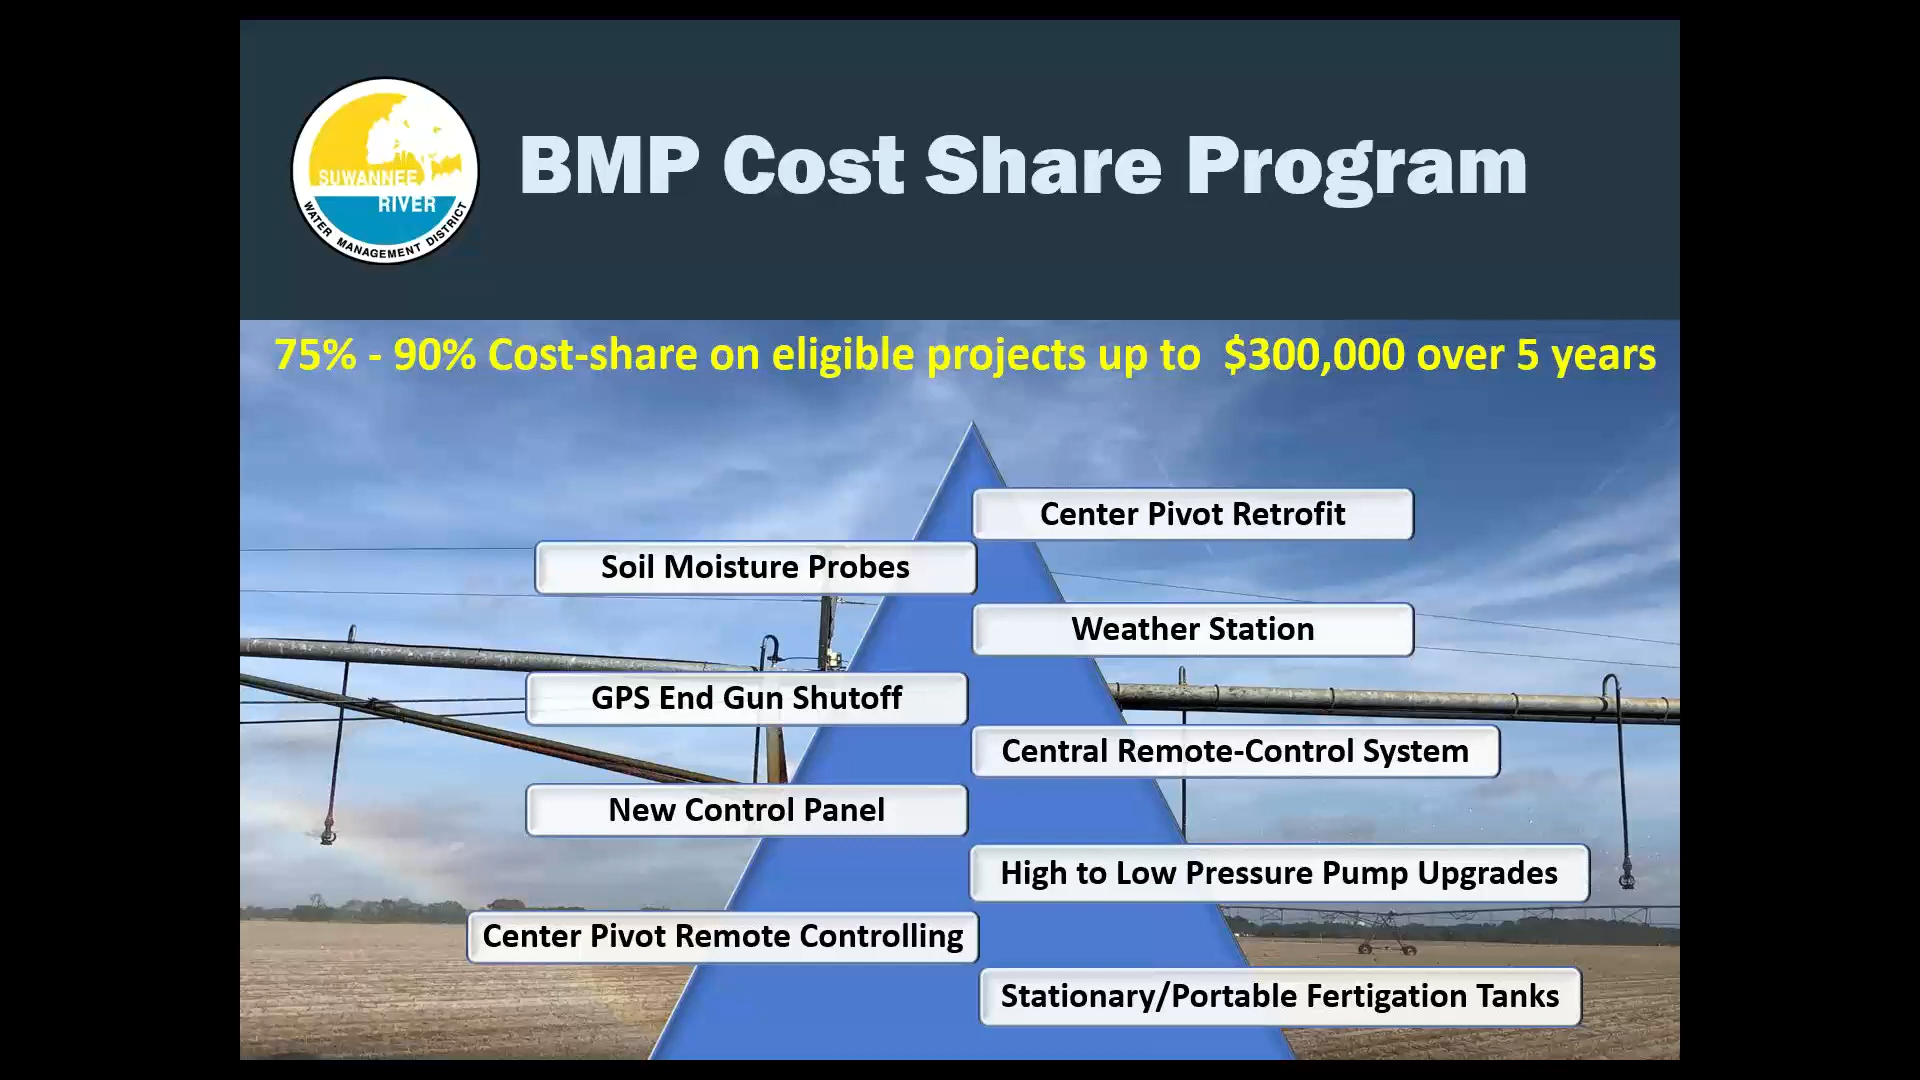 SUWANNEE
RIVER
WATER MANAGEMENT DISTRICT
BMP Cost Share Program
75% - 90% Cost-share on eligible projects up to $300,000 over 5 years
Center Pivot Retrofit
Soil Moisture Probes
Weather Station
GPS End Gun Shutoff
Central Remote-Control System
New Control Panel
High to Low Pressure Pump Upgrades
Center Pivot Remote Controlling
Stationary/Portable Fertigation Tanks